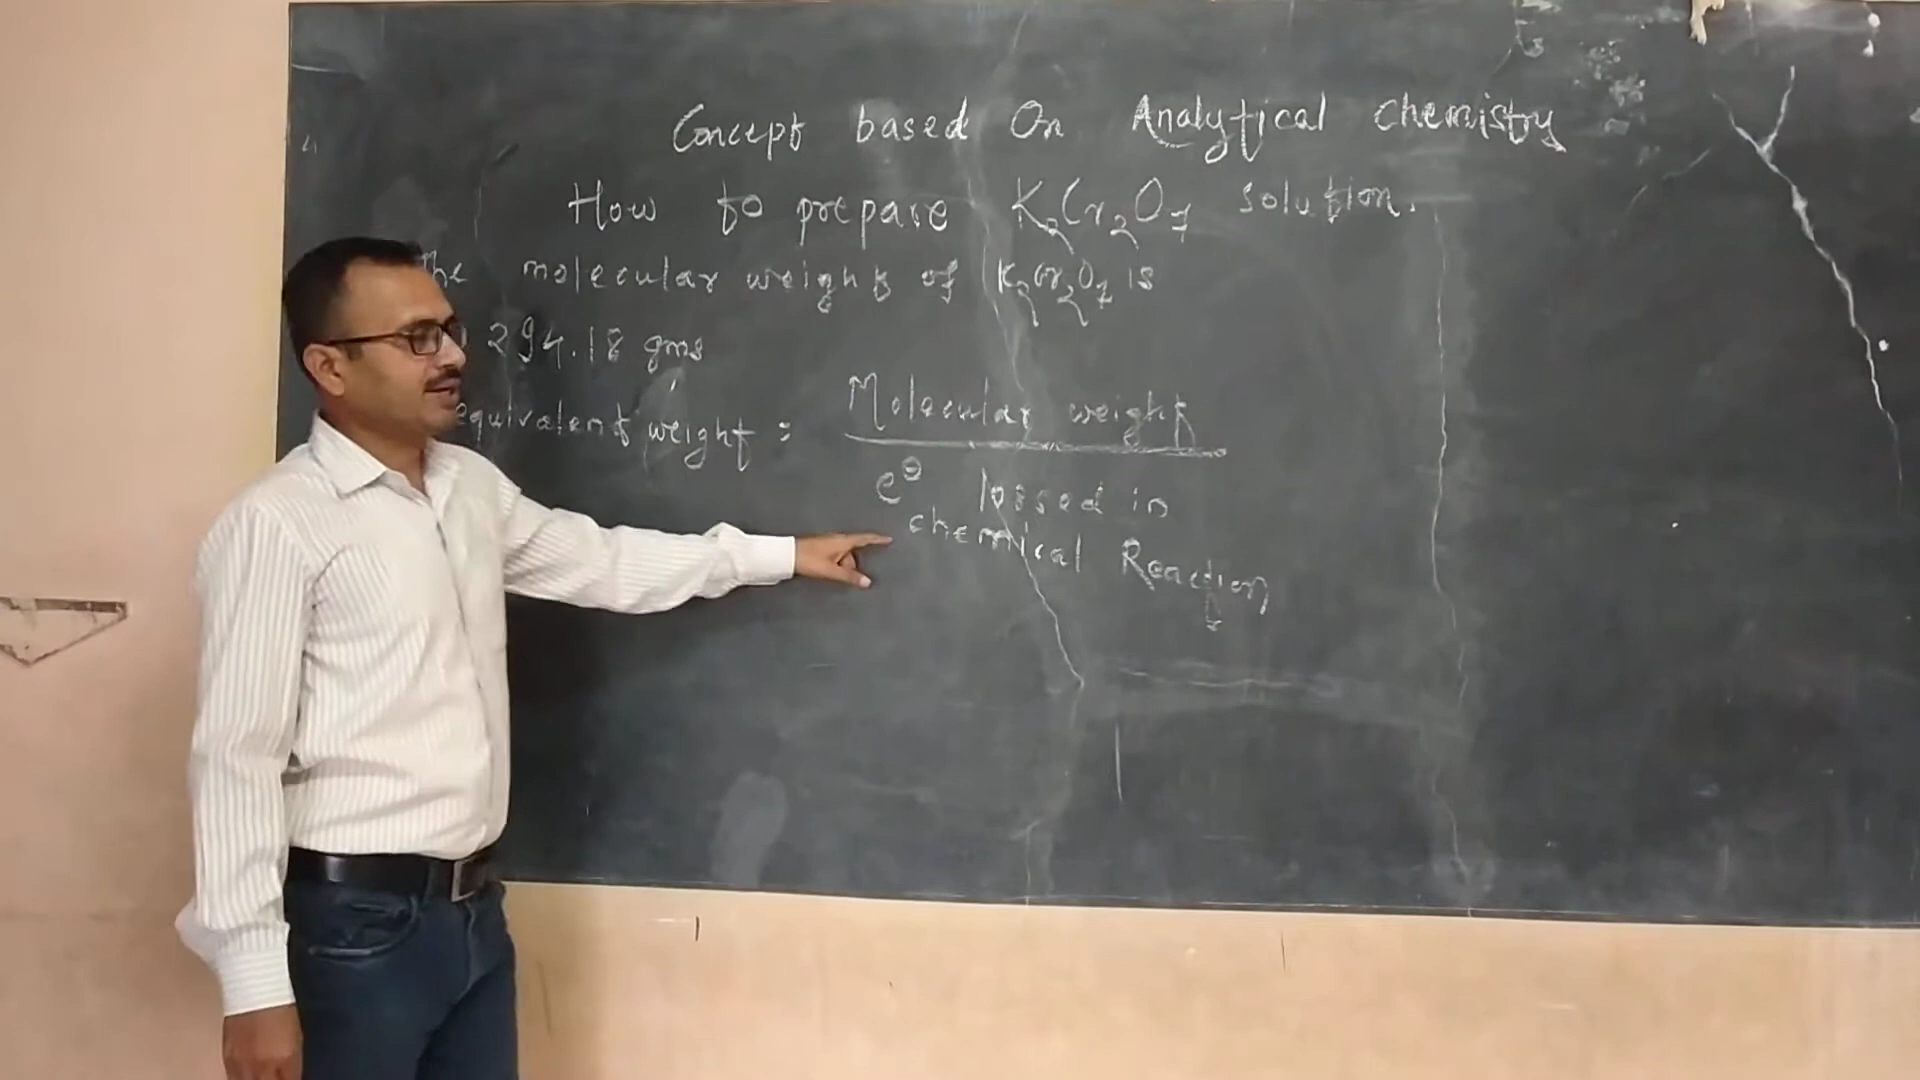 Concept based On Analytical Chemistry
How to prepare K₂Cr₂O₇ solution.
The molecular weight of K₂Cr₂O₇ is
294.18 gms
equivalent weight = Molecular weight
e⊖ lossed in
chemical Reaction